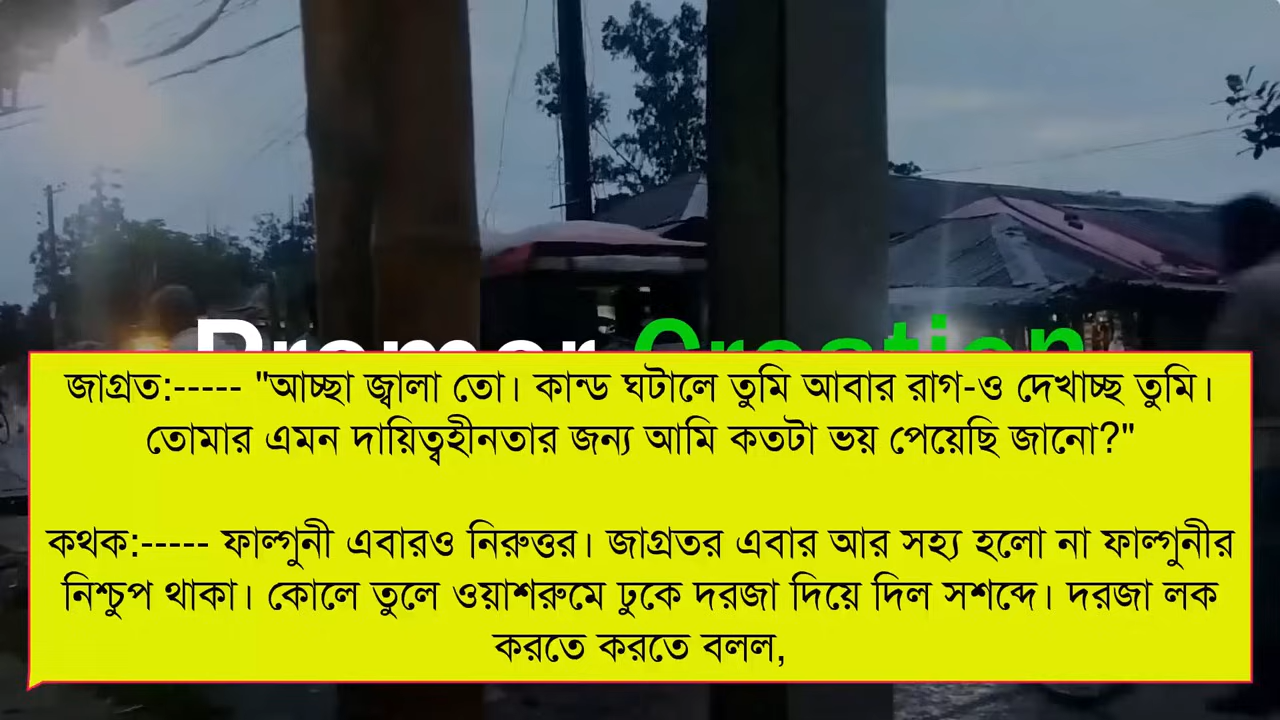 জাগ্রত:----- "আচ্ছা জ্বালা তো। কান্ড ঘটালে তুমি আবার রাগ-ও দেখাচ্ছ তুমি।
তোমার এমন দায়িত্বহীনতার জন্য আমি কতটা ভয় পেয়েছি জানো?"
কথক:----- ফাল্গুনী এবারও নিরুত্তর। জাগ্রতর এবার আর সহ্য হলো না ফাল্গুনীর
নিশ্চুপ থাকা। কোলে তুলে ওয়াশরুমে ঢুকে দরজা দিয়ে দিল সশব্দে। দরজা লক
করতে করতে বলল,